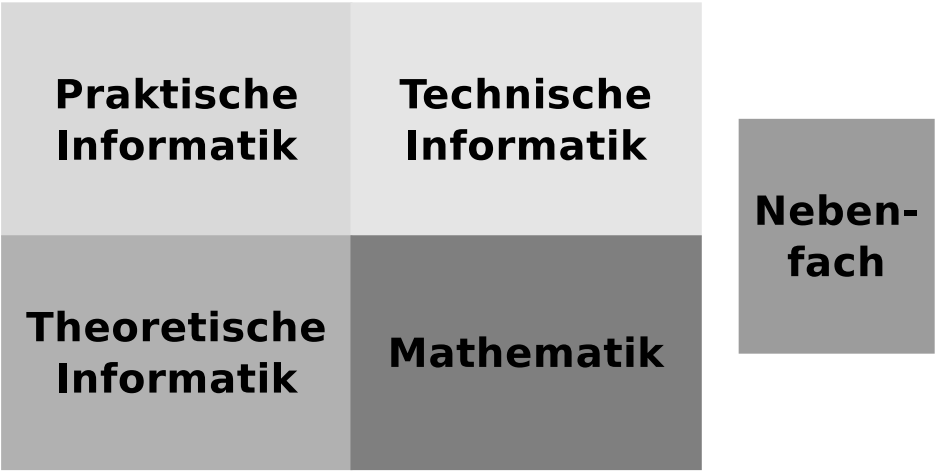 Praktische
Informatik
Technische
Informatik
Neben-
fach
Theoretische
Informatik
Mathematik